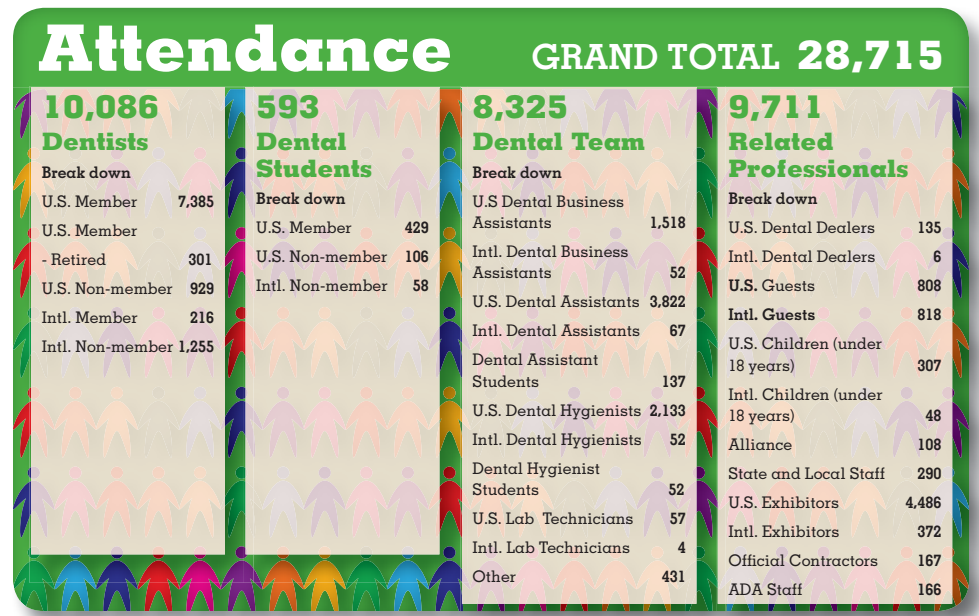 Attendance GRAND TOTAL 28,715
10,086
Dentists
Break down
U.S. Member 7,385
U.S. Member
- Retired 301
U.S. Non-member 929
Intl. Member 216
Intl. Non-member 1,255
593
Dental
Students
Break down
U.S. Member 429
U.S. Non-member 106
Intl. Non-member 58
8,325
Dental Team
Break down
U.S Dental Business
Assistants 1,518
Intl. Dental Business
Assistants 52
U.S. Dental Assistants 3,822
Intl. Dental Assistants 67
Dental Assistant
Students 137
U.S. Dental Hygienists 2,133
Intl. Dental Hygienists 52
Dental Hygienist
Students 52
U.S. Lab Technicians 57
Intl. Lab Technicians 4
Other 431
9,711
Related
Professionals
Break down
U.S. Dental Dealers 135
Intl. Dental Dealers 6
U.S. Guests 808
Intl. Guests 818
U.S. Children (under
18 years) 307
Intl. Children (under
18 years) 48
Alliance 108
State and Local Staff 290
U.S. Exhibitors 4,486
Intl. Exhibitors 372
Official Contractors 167
ADA Staff 166